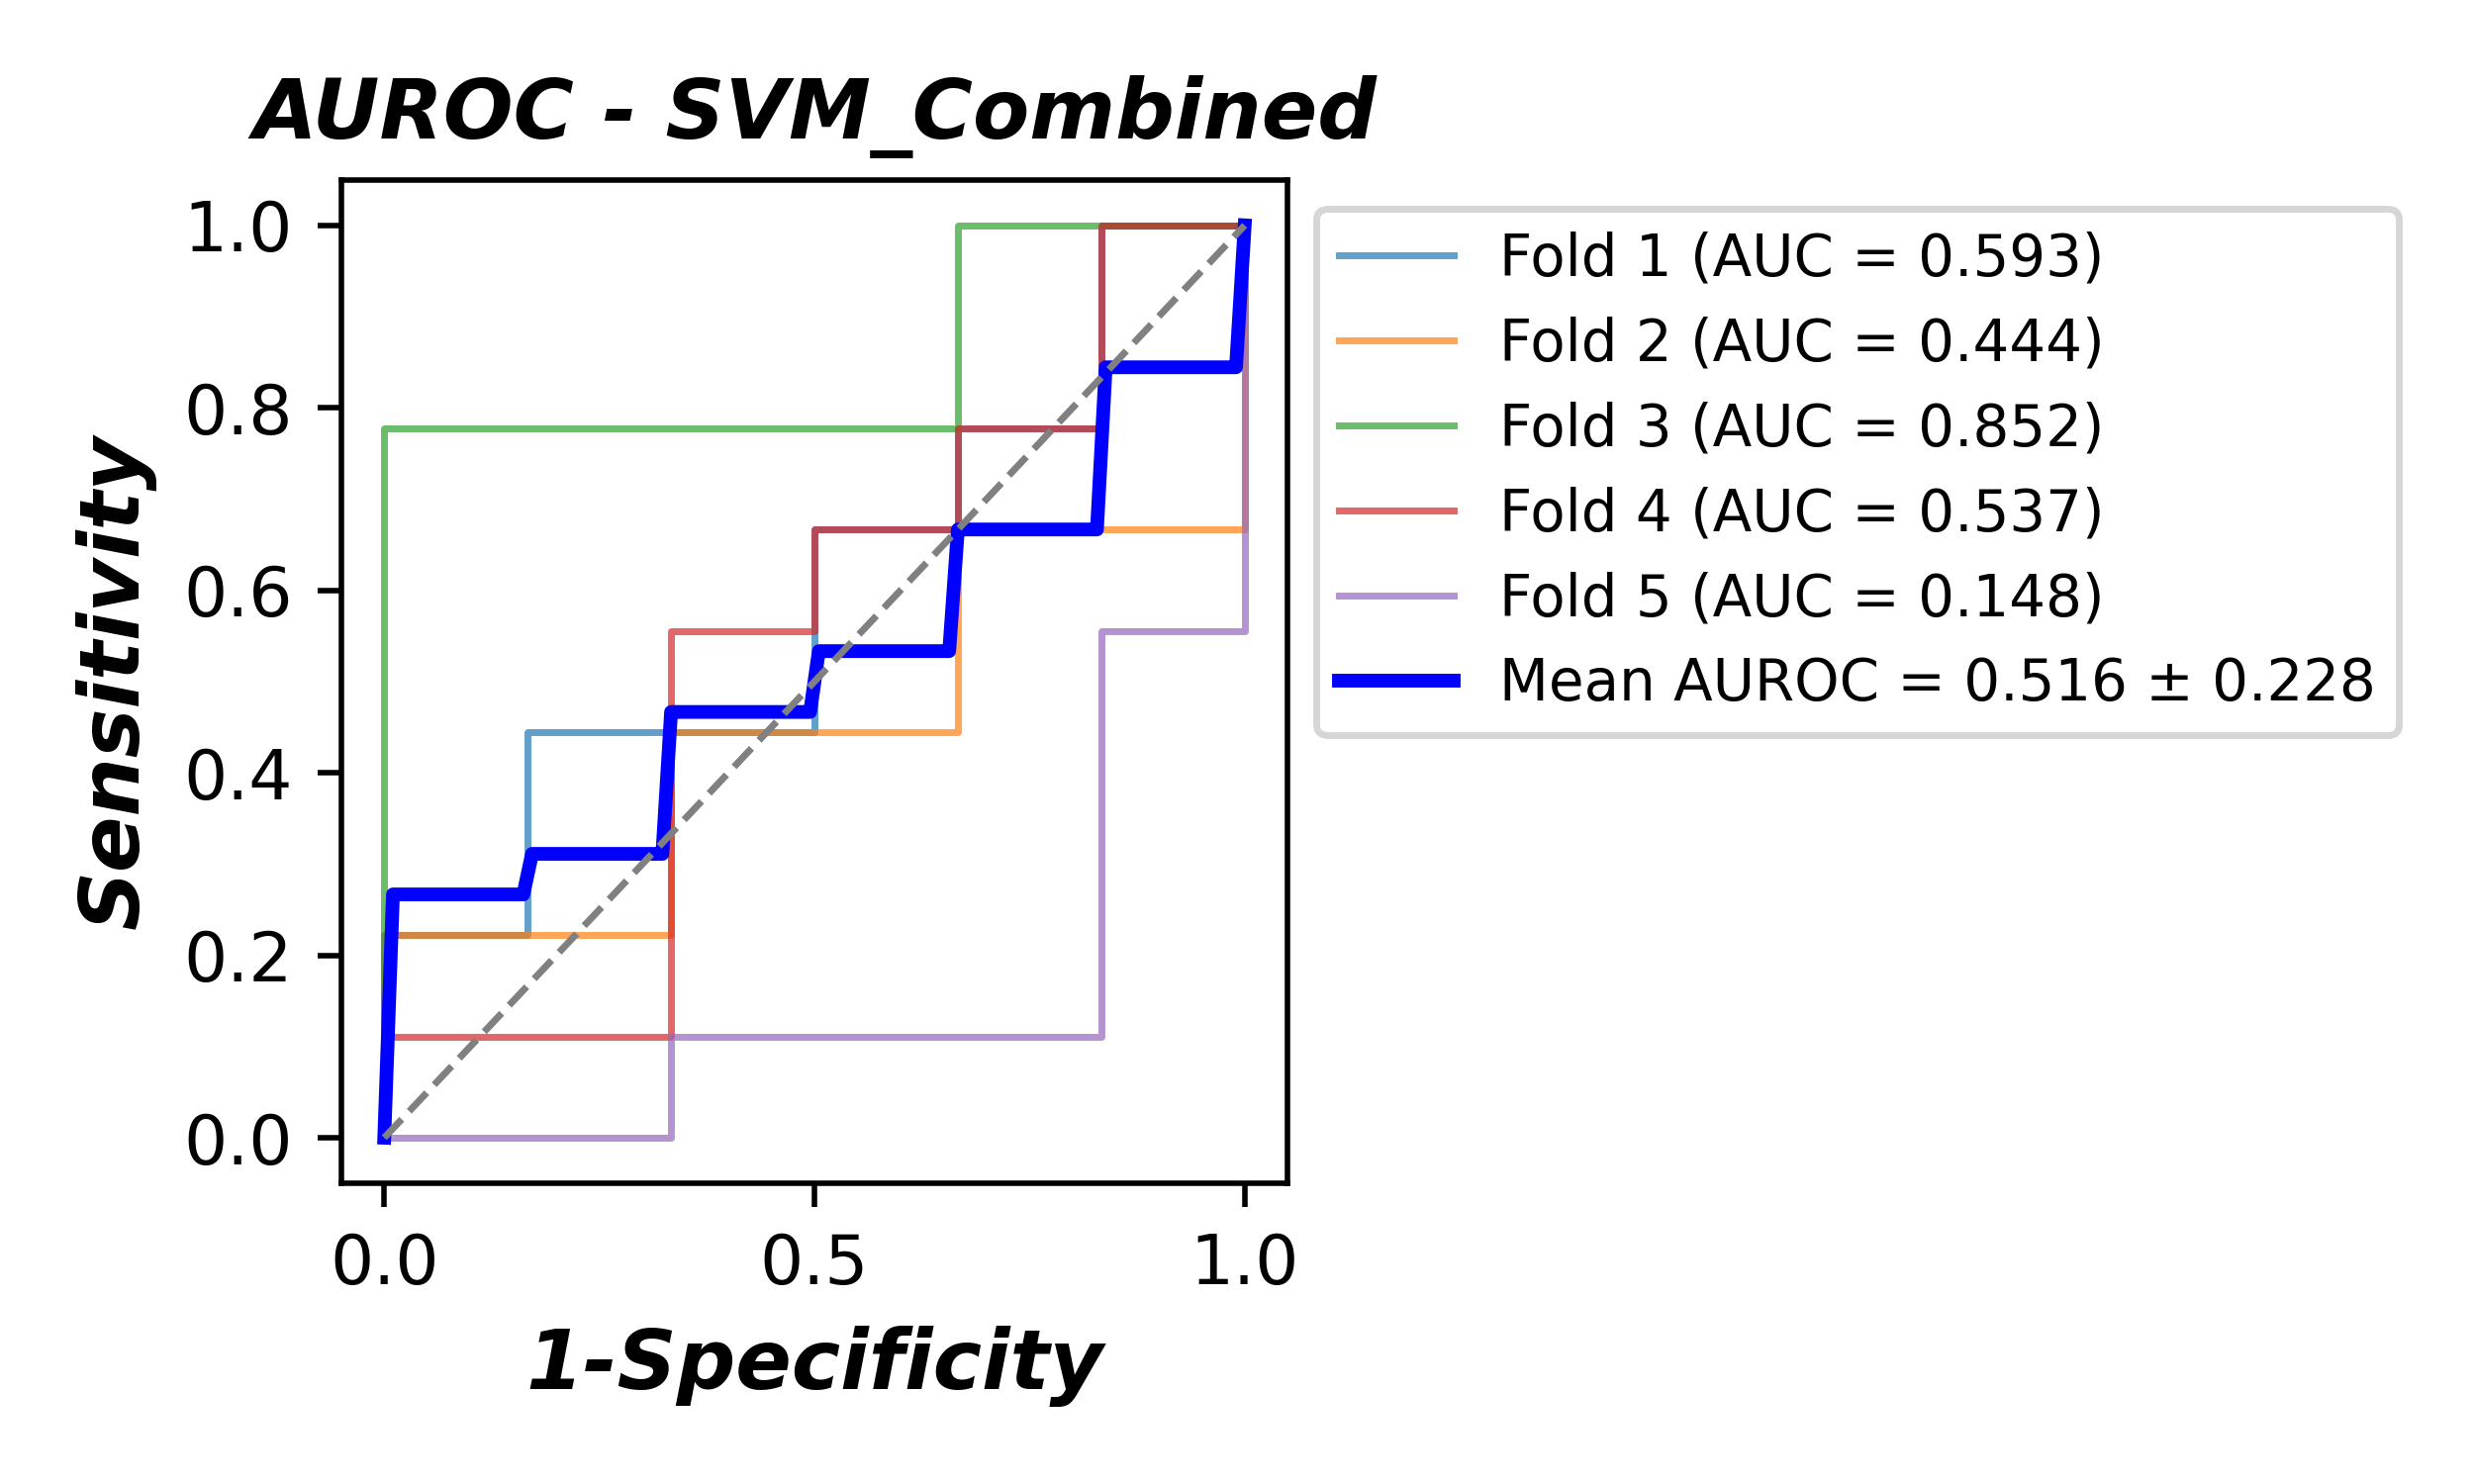 AUROC - SVM_Combined
Sensitivity
1.0
0.8
0.6
0.4
0.2
0.0
0.0 0.5 1.0
1-Specificity
Fold 1 (AUC = 0.593)
Fold 2 (AUC = 0.444)
Fold 3 (AUC = 0.852)
Fold 4 (AUC = 0.537)
Fold 5 (AUC = 0.148)
Mean AUROC = 0.516 ± 0.228